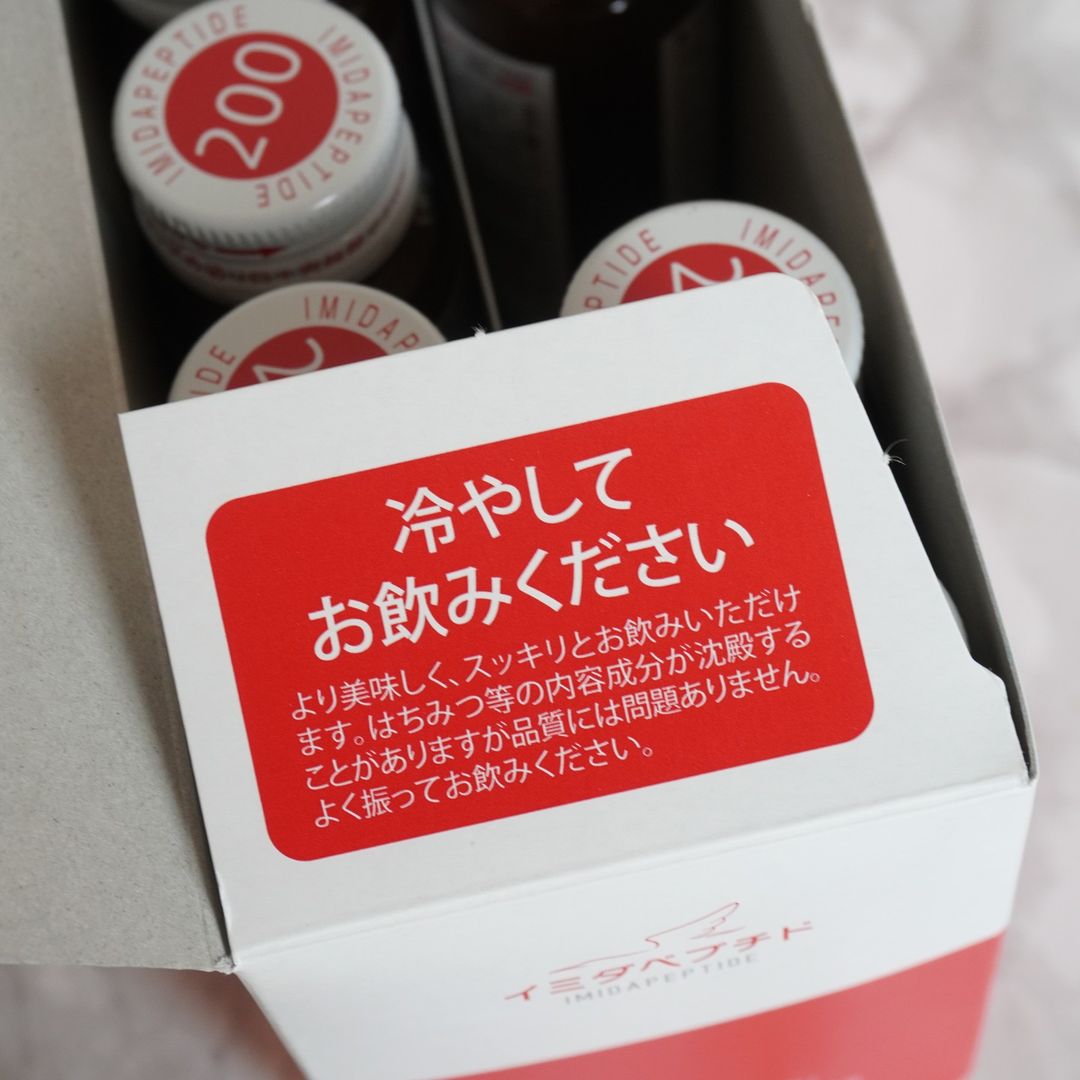 IMIDAPEPTIDE IMIDAPEPTIDE
200
IMIDAP
IDE
PTIDE IMIDAPE
冷やして
お飲みください
より美味しく、スッキリとお飲みいただけ
ます。はちみつ等の内容成分が沈殿する
ことがありますが品質には問題ありません。
よく振ってお飲みください。
イミダペプチド
IMIDAPEPTIDE